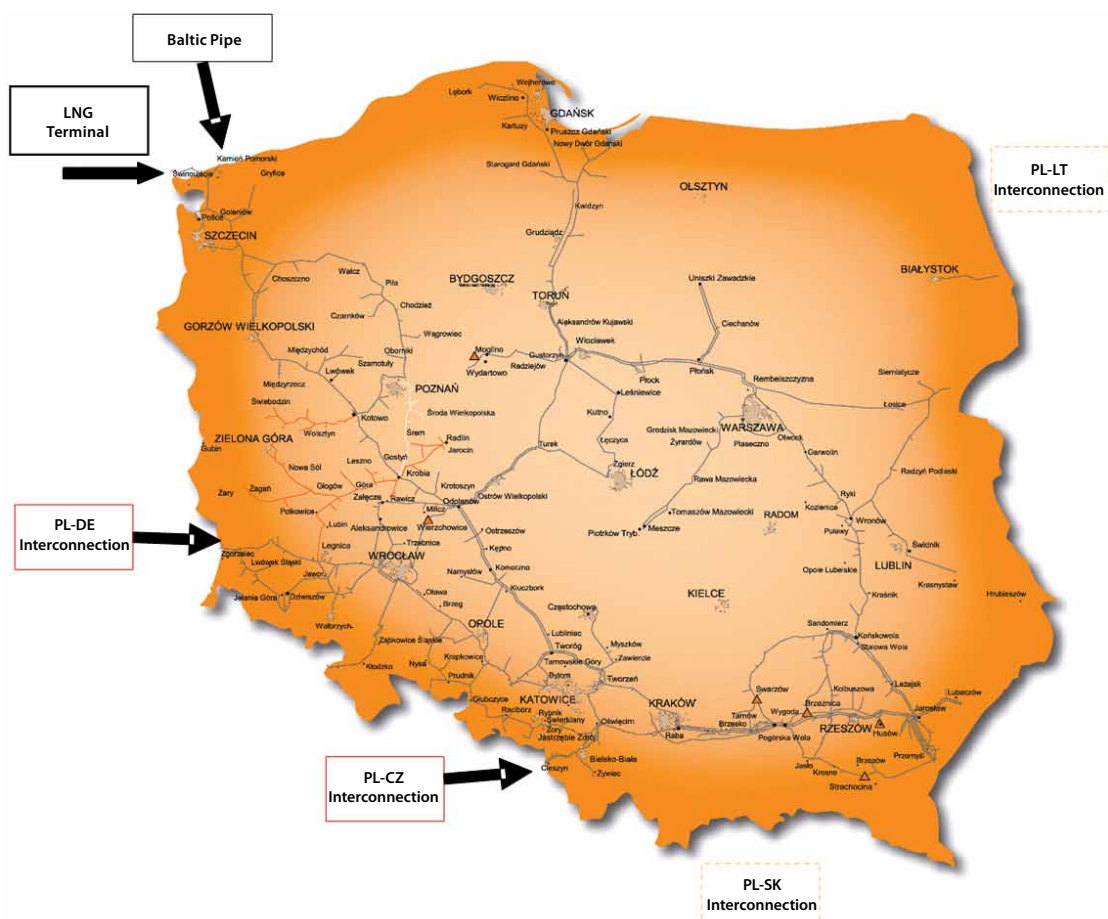 Baltic Pipe
LNG
Terminal
Wejherowo
Lębork
Wiczlino
GDAŃSK
Kartuzy
Pruszcz Gdański
Nowy Dwór Gdański
Kamień Pomorski
Świnoujście
Gryfice
Starogard Gdański
PL-LT
Interconnection
OLSZTYN
Kwidzyn
Goleniów
Police
SZCZECIN
Grudziądz
Wałcz
Choszczno
Piła
BYDGOSZCZ
Uniszki Zawadzkie
BIAŁYSTOK
TORUŃ
Chodzież
Czarnków
Aleksandrów Kujawski
Ciechanów
GORZÓW WIELKOPOLSKI
Wągrowiec
Włocławek
Międzychód
Oborniki
Moglino
Gustorzyn
Szamotuły
Radziejów
Wydartowo
Płońsk
Siemiatycze
Lwówek
Płock
Rembelszczyzna
Międzyrzecz
POZNAŃ
Leśniewice
Świebodzin
Łosice
Kotowo
Środa Wielkopolska
Kutno
Grodzisk Mazowiecki
WARSZAWA
Wolsztyn
Śrem
Żyrardów
Piaseczno
Otwock
ZIELONA GÓRA
Radlin
Łęczyca
Turek
Gubin
Jarocin
Garwolin
Gostyń
Leszno
Zgierz
Nowa Sól
ŁÓDŹ
Radzyń Podlaski
Krobia
Rawa Mazowiecka
Żary
Żagań
Głogów
Góra
Krotoszyn
Ryki
Załęcze
Rawicz
Ostrów Wielkopolski
Odolanów
Kozienice
Polkowice
Milicz
Tomaszów Mazowiecki
Wronów
PL-DE
Interconnection
Lubin
Aleksandrowice
Wierzchowice
Ostrzeszów
Piotrków Tryb.
Meszcze
RADOM
Puławy
Trzebnica
Zgorzelec
Legnica
Kępno
Świdnik
WROCŁAW
Lwówek Śląski
LUBLIN
Jawor
Namysłów
Komorzno
Opole Lubelskie
Krasnystaw
Jelenia Góra
Dziwiszów
Oława
Kluczbork
KIELCE
Kraśnik
Hrubieszów
Brzeg
Częstochowa
Wałbrzych
OPOLE
Sandomierz
Lubliniec
Końskowola
Ząbkowice Śląskie
Myszków
Stalowa Wola
Tworóg
Krapkowice
Zawiercie
Kłodzko
Nysa
Tarnowskie Góry
Prudnik
Bytom
Tworzeń
Leżajsk
Swarzów
Kolbuszowa
Lubaczów
Głubczyce
KATOWICE
KRAKÓW
Brzeźnica
Racibórz
Rybnik
Tarnów
Wygoda
Jarosław
Świerklany
Oświęcim
Brzesko
RZESZÓW
Żory
Husów
Jastrzębie Zdrój
Raba
Pogórska Wola
Przemyśl
Bielsko-Biała
Jasło
Brzozów
Cieszyn
Krosno
Żywiec
Strachocina
PL-CZ
Interconnection
PL-SK
Interconnection